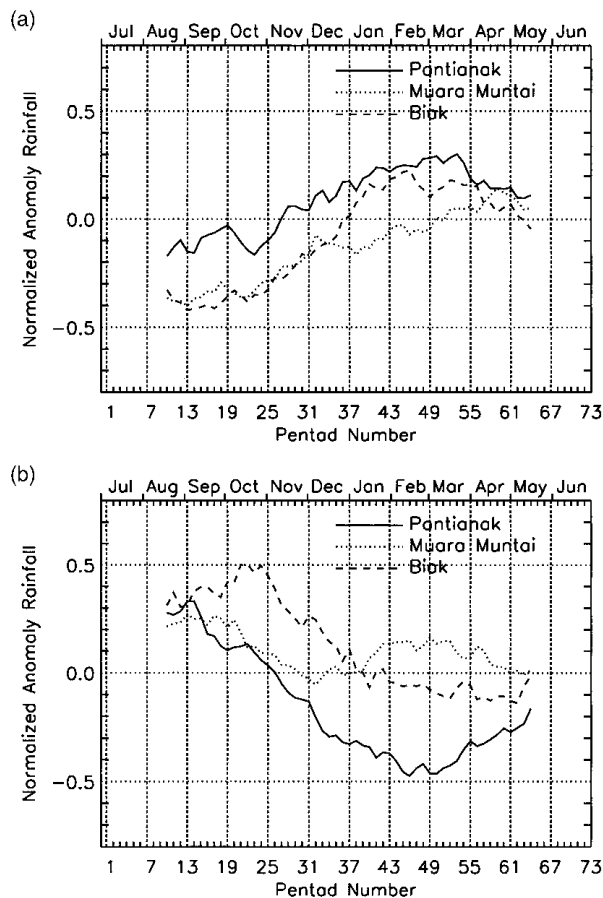 (a)
Jul Aug Sep Oct Nov Dec Jan Feb Mar Apr May Jun
Pontianak
Muara Muntai
Biak
Normalized Anomaly Rainfall
0.5
0.0
−0.5
1 7 13 19 25 31 37 43 49 55 61 67 73
Pentad Number
(b)
Jul Aug Sep Oct Nov Dec Jan Feb Mar Apr May Jun
Pontianak
Muara Muntai
Biak
Normalized Anomaly Rainfall
0.5
0.0
−0.5
1 7 13 19 25 31 37 43 49 55 61 67 73
Pentad Number